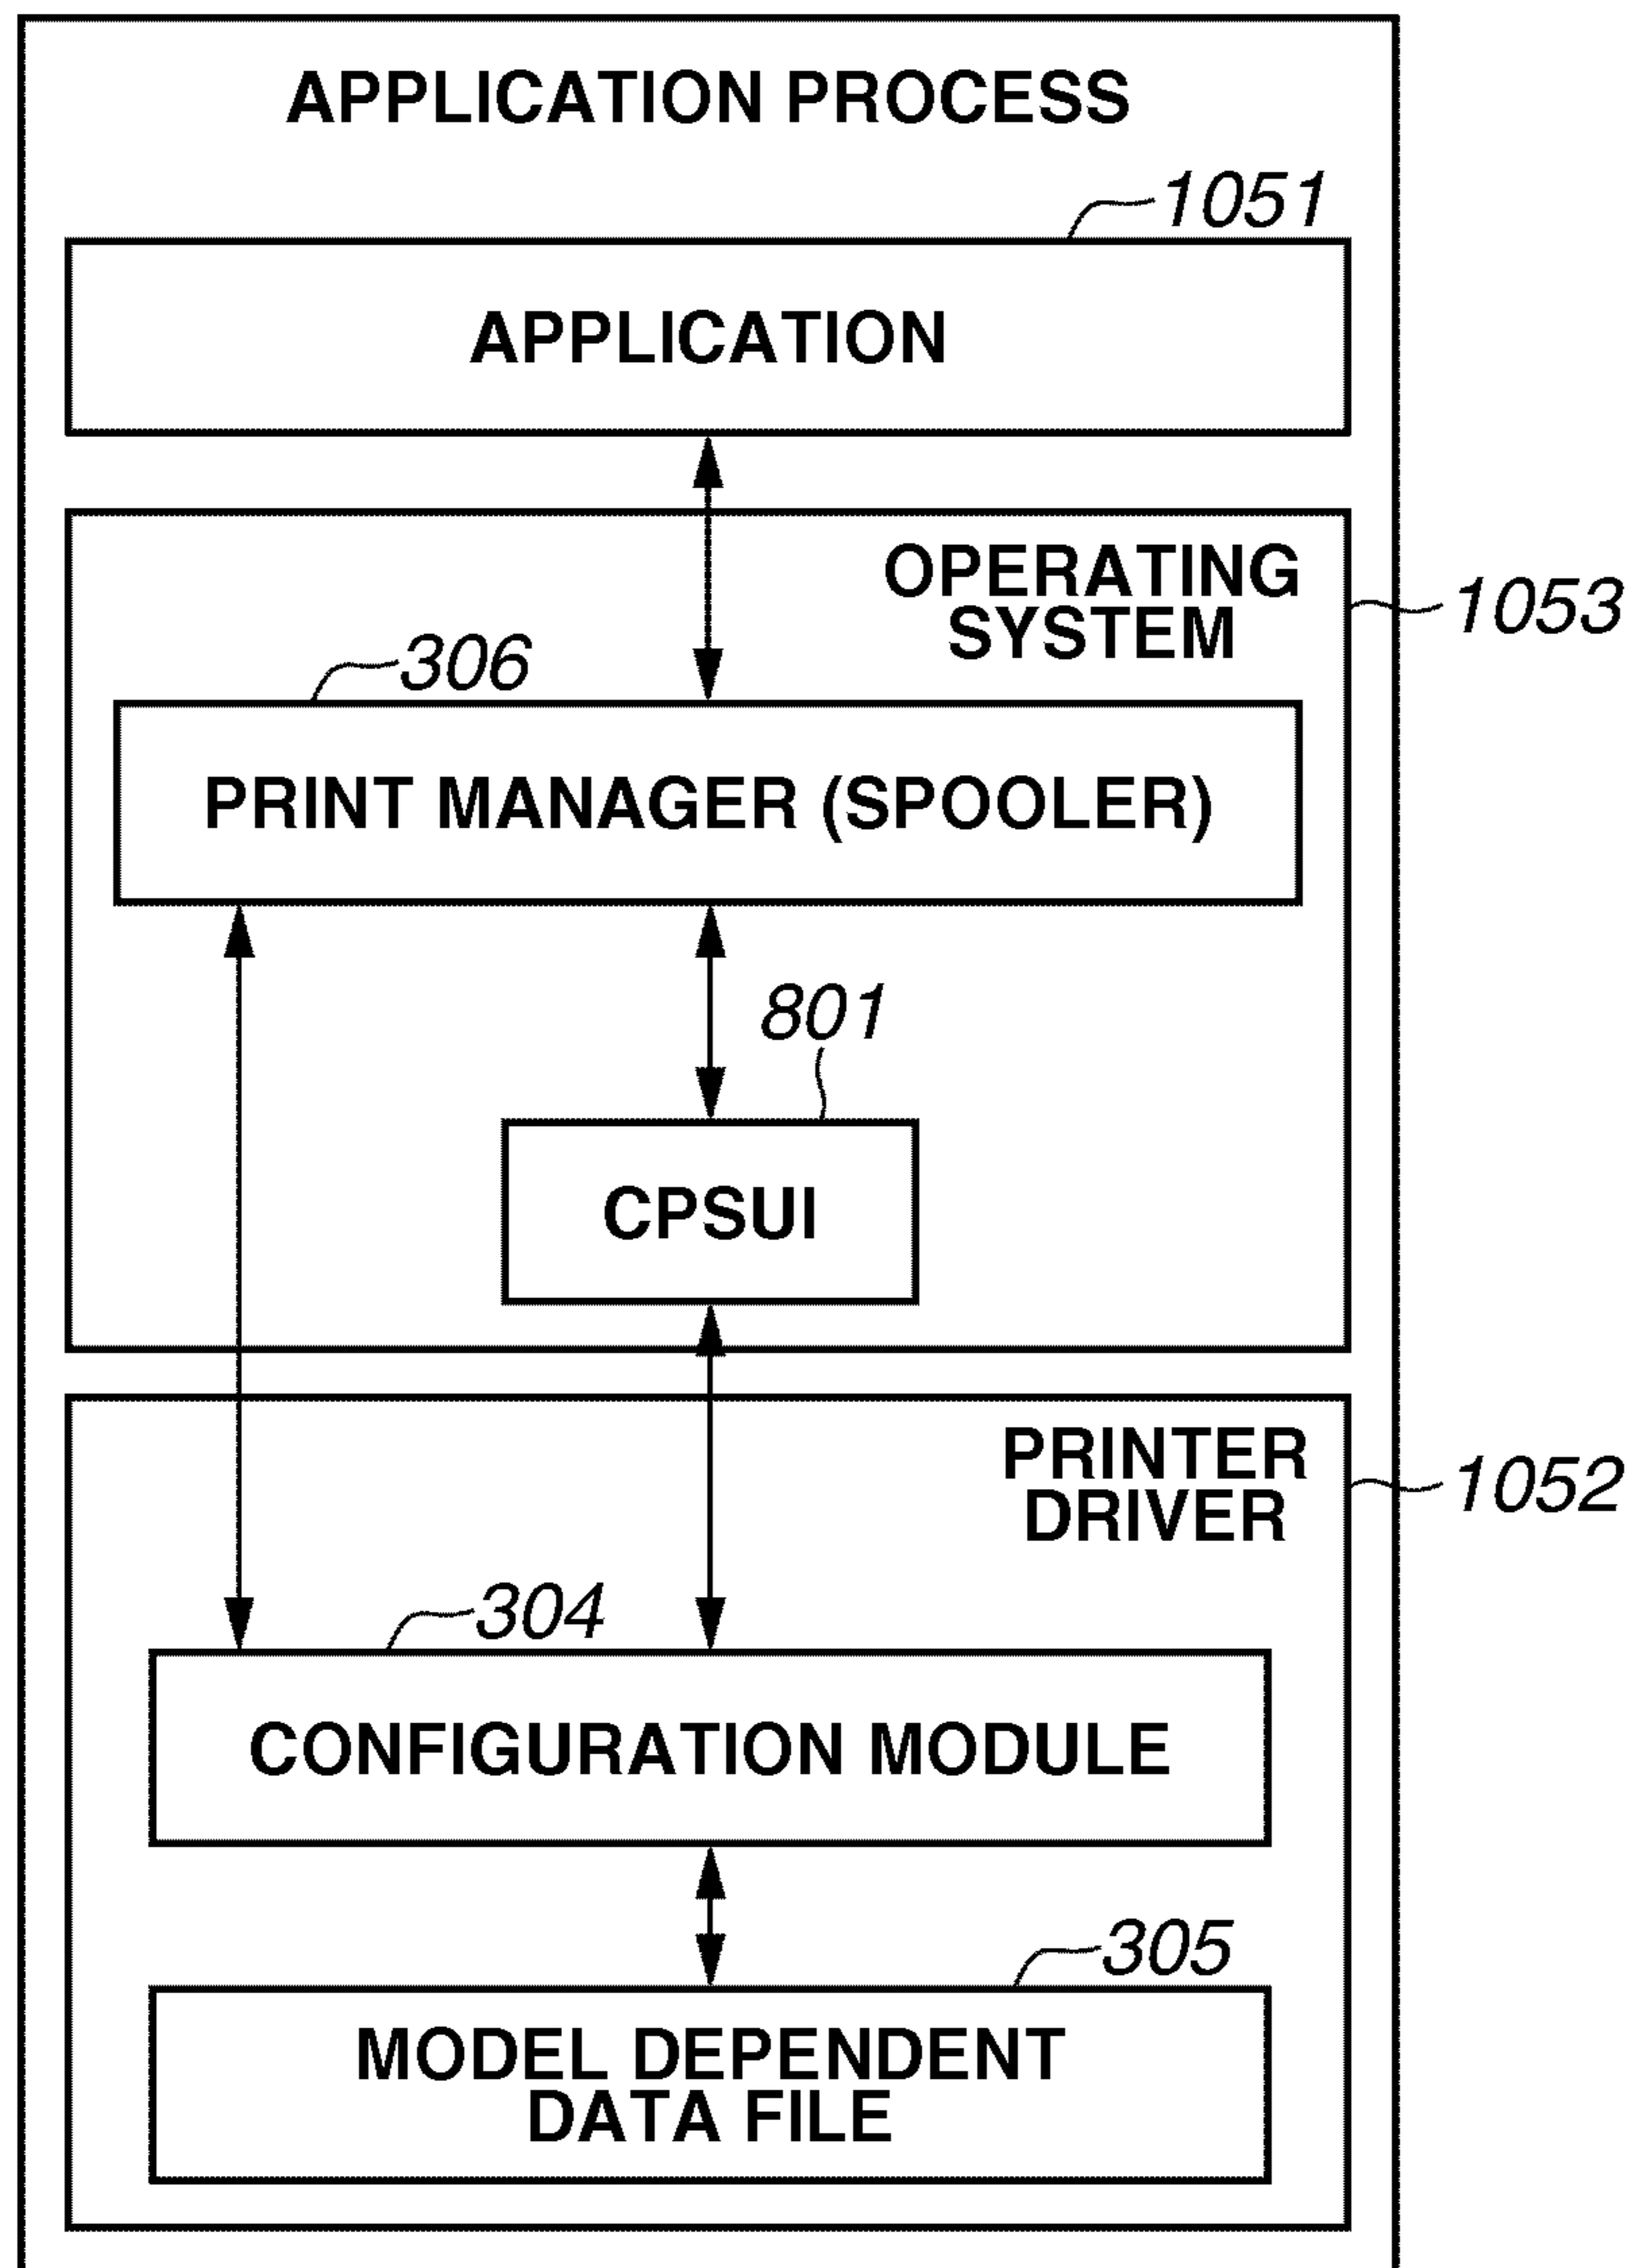 APPLICATION PROCESS
1051
APPLICATION
OPERATING
SYSTEM
1053
306
PRINT MANAGER (SPOOLER)
801
CPSUI
PRINTER
DRIVER
1052
304
CONFIGURATION MODULE
305
MODEL DEPENDENT
DATA FILE